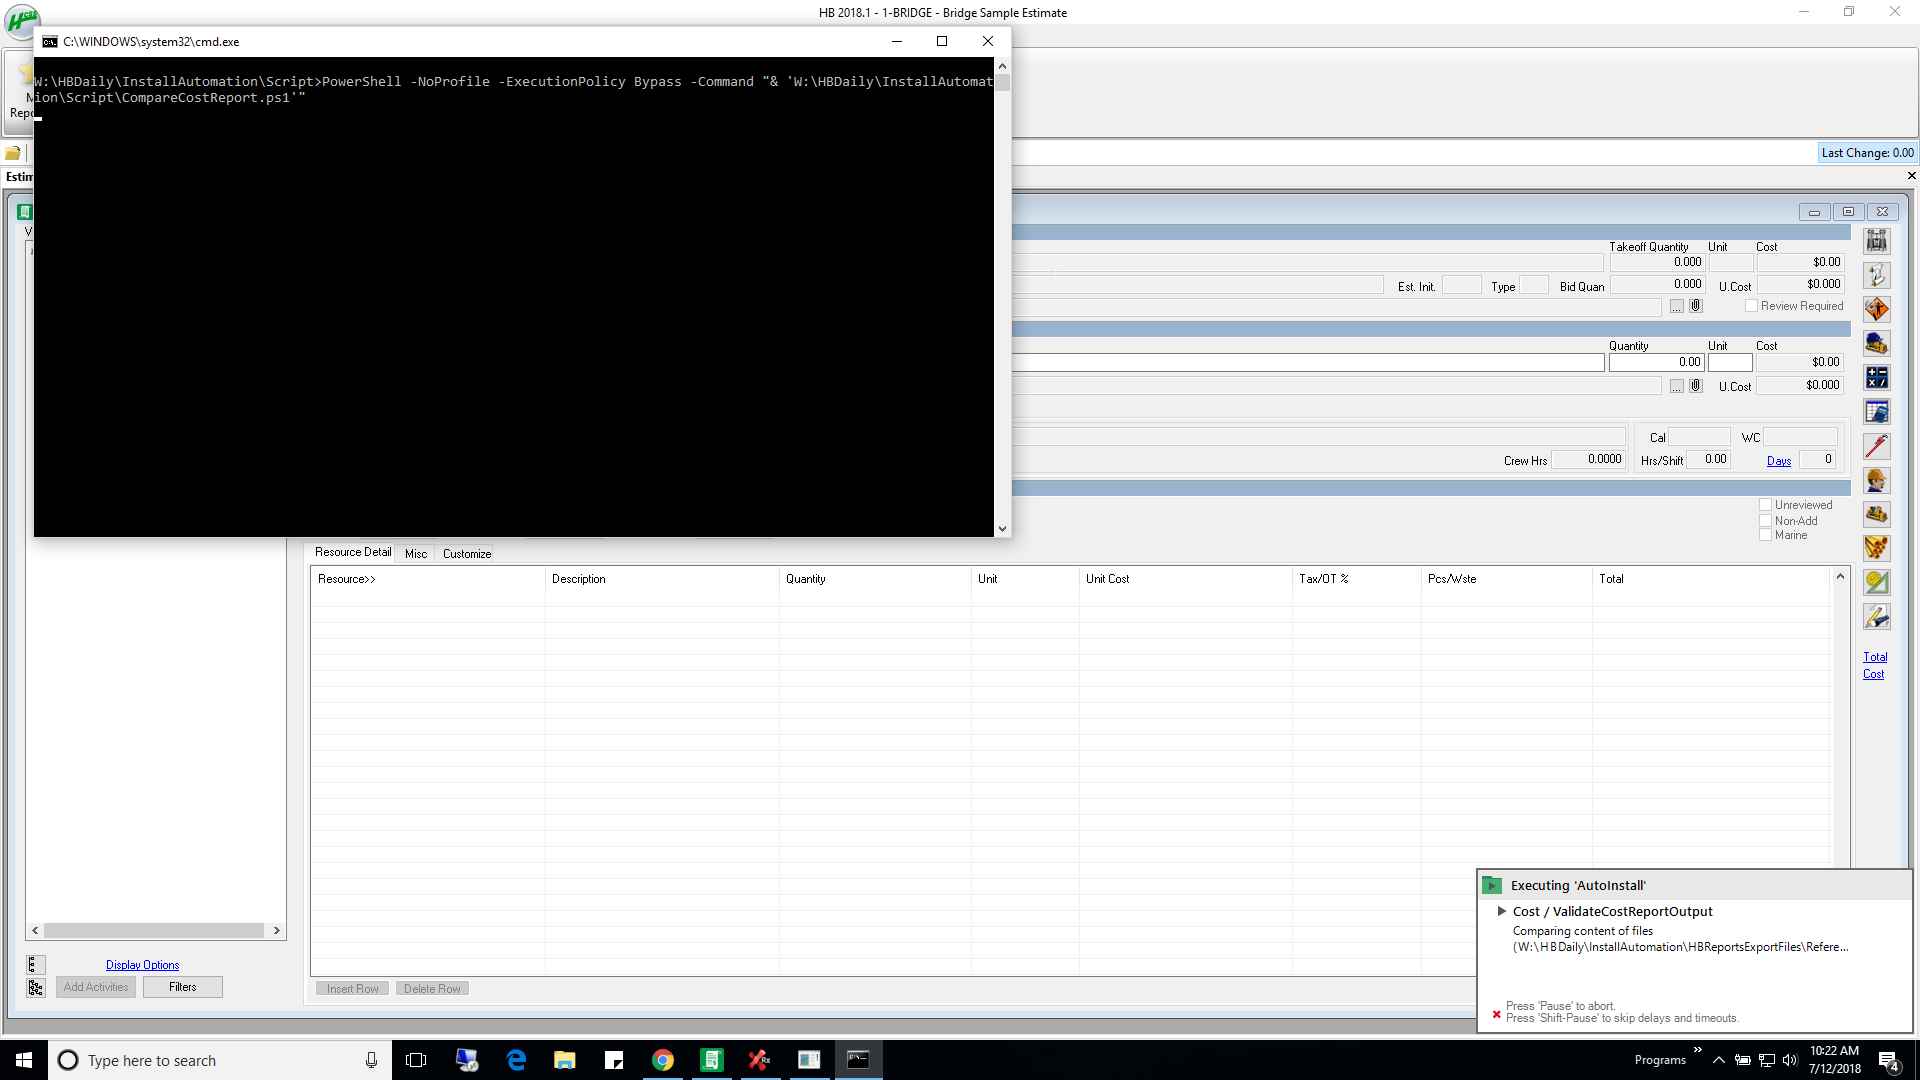 HB 2018.1 - 1-BRIDGE - Bridge Sample Estimate
C:\WINDOWS\system32\cmd.exe
W:\HBDaily\InstallAutomation\Script>PowerShell -NoProfile -ExecutionPolicy Bypass -Command "& 'W:\HBDaily\InstallAutomat
ion\Script\CompareCostReport.ps1'"
M
Repo
Last Change: 0.00
Estim
V
Takeoff Quantity Unit Cost
0.000 $0.00
Est. Init. Type Bid Quan 0.000 U.Cost $0.000
... Review Required
Quantity Unit Cost
0.00 $0.00
... U.Cost $0.000
Cal WC
Crew Hrs 0.0000 Hrs/Shift 0.00 Days 0
Unreviewed
Non-Add
Marine
Resource Detail Misc Customize
Resource>> Description Quantity Unit Unit Cost Tax/OT % Pcs/Wste Total
Total
Cost
Display Options
Add Activities Filters
Insert Row Delete Row
Executing 'AutoInstall'
Cost / ValidateCostReportOutput
Comparing content of files
(W:\HBDaily\InstallAutomation\HBReportsExportFiles\Refere...
Press 'Pause' to abort.
Press 'Shift-Pause' to skip delays and timeouts.
Type here to search
Programs
10:22 AM
7/12/2018
4